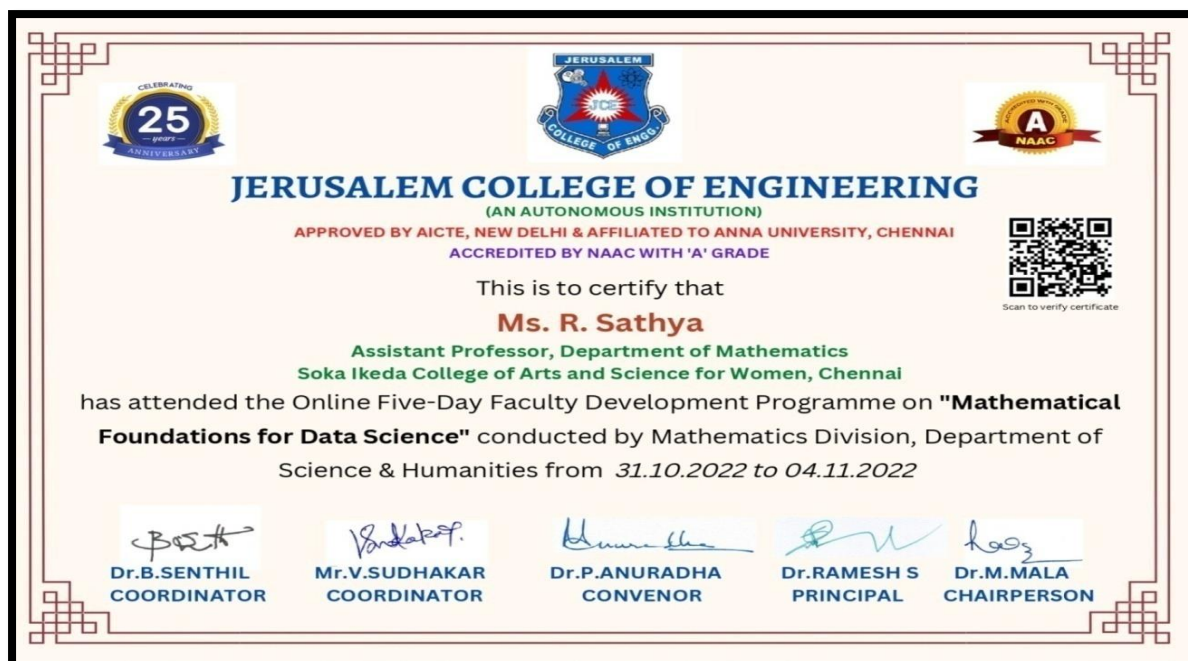 CELEBRATING
25
years
ANNIVERSARY
JERUSALEM
JCE
COLLEGE OF ENGG.
ACCREDITED WITH GRADE
A
NAAC
JERUSALEM COLLEGE OF ENGINEERING
(AN AUTONOMOUS INSTITUTION)
APPROVED BY AICTE, NEW DELHI & AFFILIATED TO ANNA UNIVERSITY, CHENNAI
ACCREDITED BY NAAC WITH 'A' GRADE
Scan to verify certificate
This is to certify that
Ms. R. Sathya
Assistant Professor, Department of Mathematics
Soka Ikeda College of Arts and Science for Women, Chennai
has attended the Online Five-Day Faculty Development Programme on "Mathematical
Foundations for Data Science" conducted by Mathematics Division, Department of
Science & Humanities from 31.10.2022 to 04.11.2022
Dr.B.SENTHIL
COORDINATOR
Mr.V.SUDHAKAR
COORDINATOR
Dr.P.ANURADHA
CONVENOR
Dr.RAMESH S
PRINCIPAL
Dr.M.MALA
CHAIRPERSON